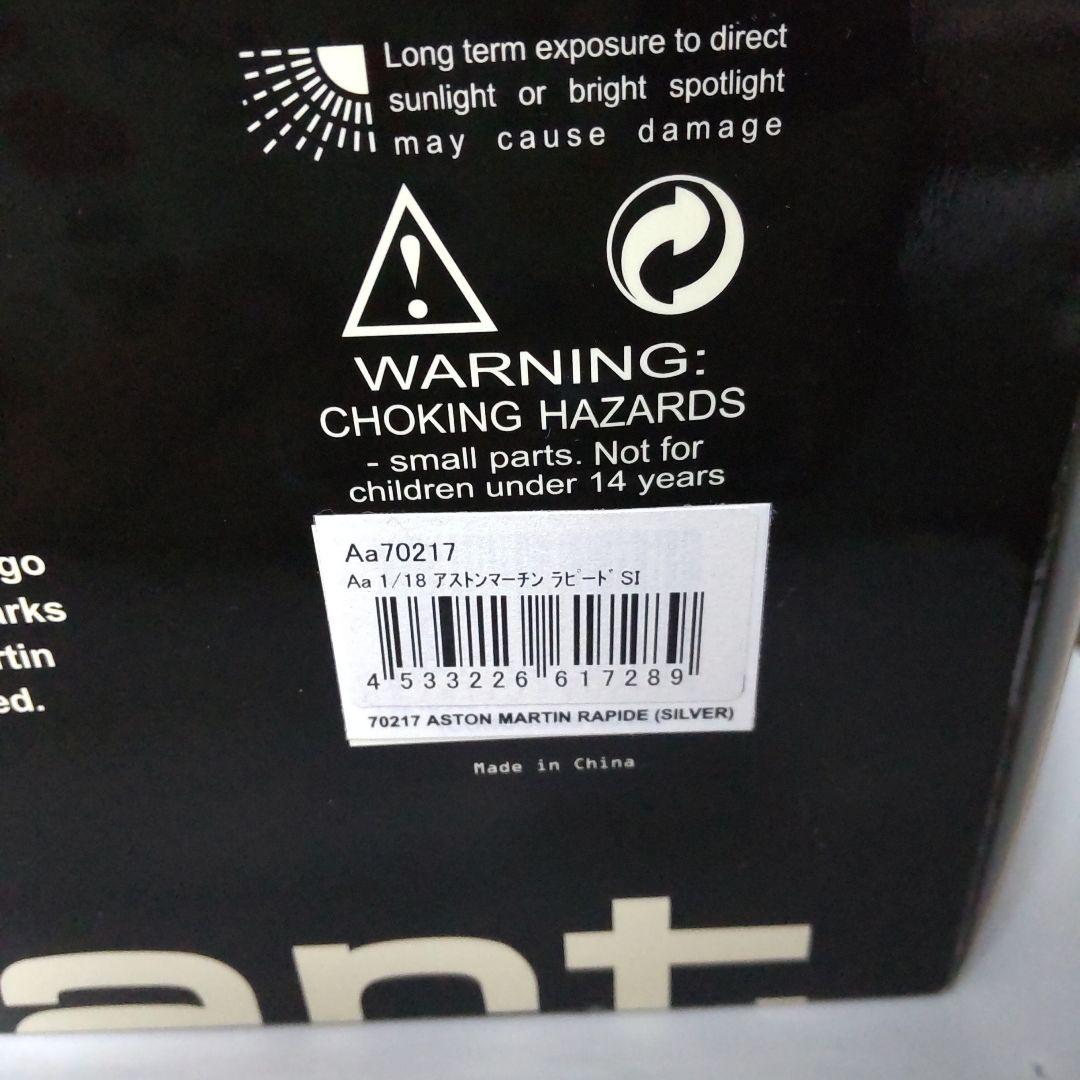 Long term exposure to direct
sunlight or bright spotlight
may cause damage
WARNING:
CHOKING HAZARDS
- small parts. Not for
children under 14 years
go
arks
rtin
ed.
Aa70217
Aa 1/18 アストンマーチン ラピード SI
4 533226 617289
70217 ASTON MARTIN RAPIDE (SILVER)
Made in China
ant.